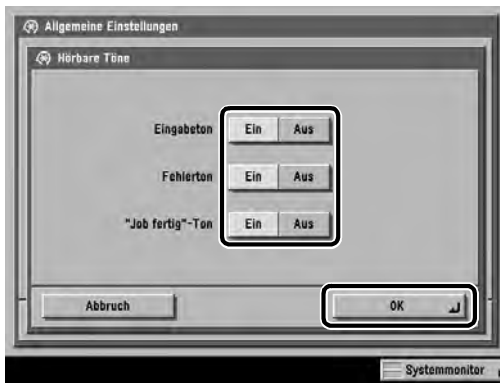 Allgemeine Einstellungen
Hörbare Töne
Eingabeton Ein Aus
Fehlerton Ein Aus
"Job fertig"-Ton Ein Aus
Abbruch OK
Systemmonitor